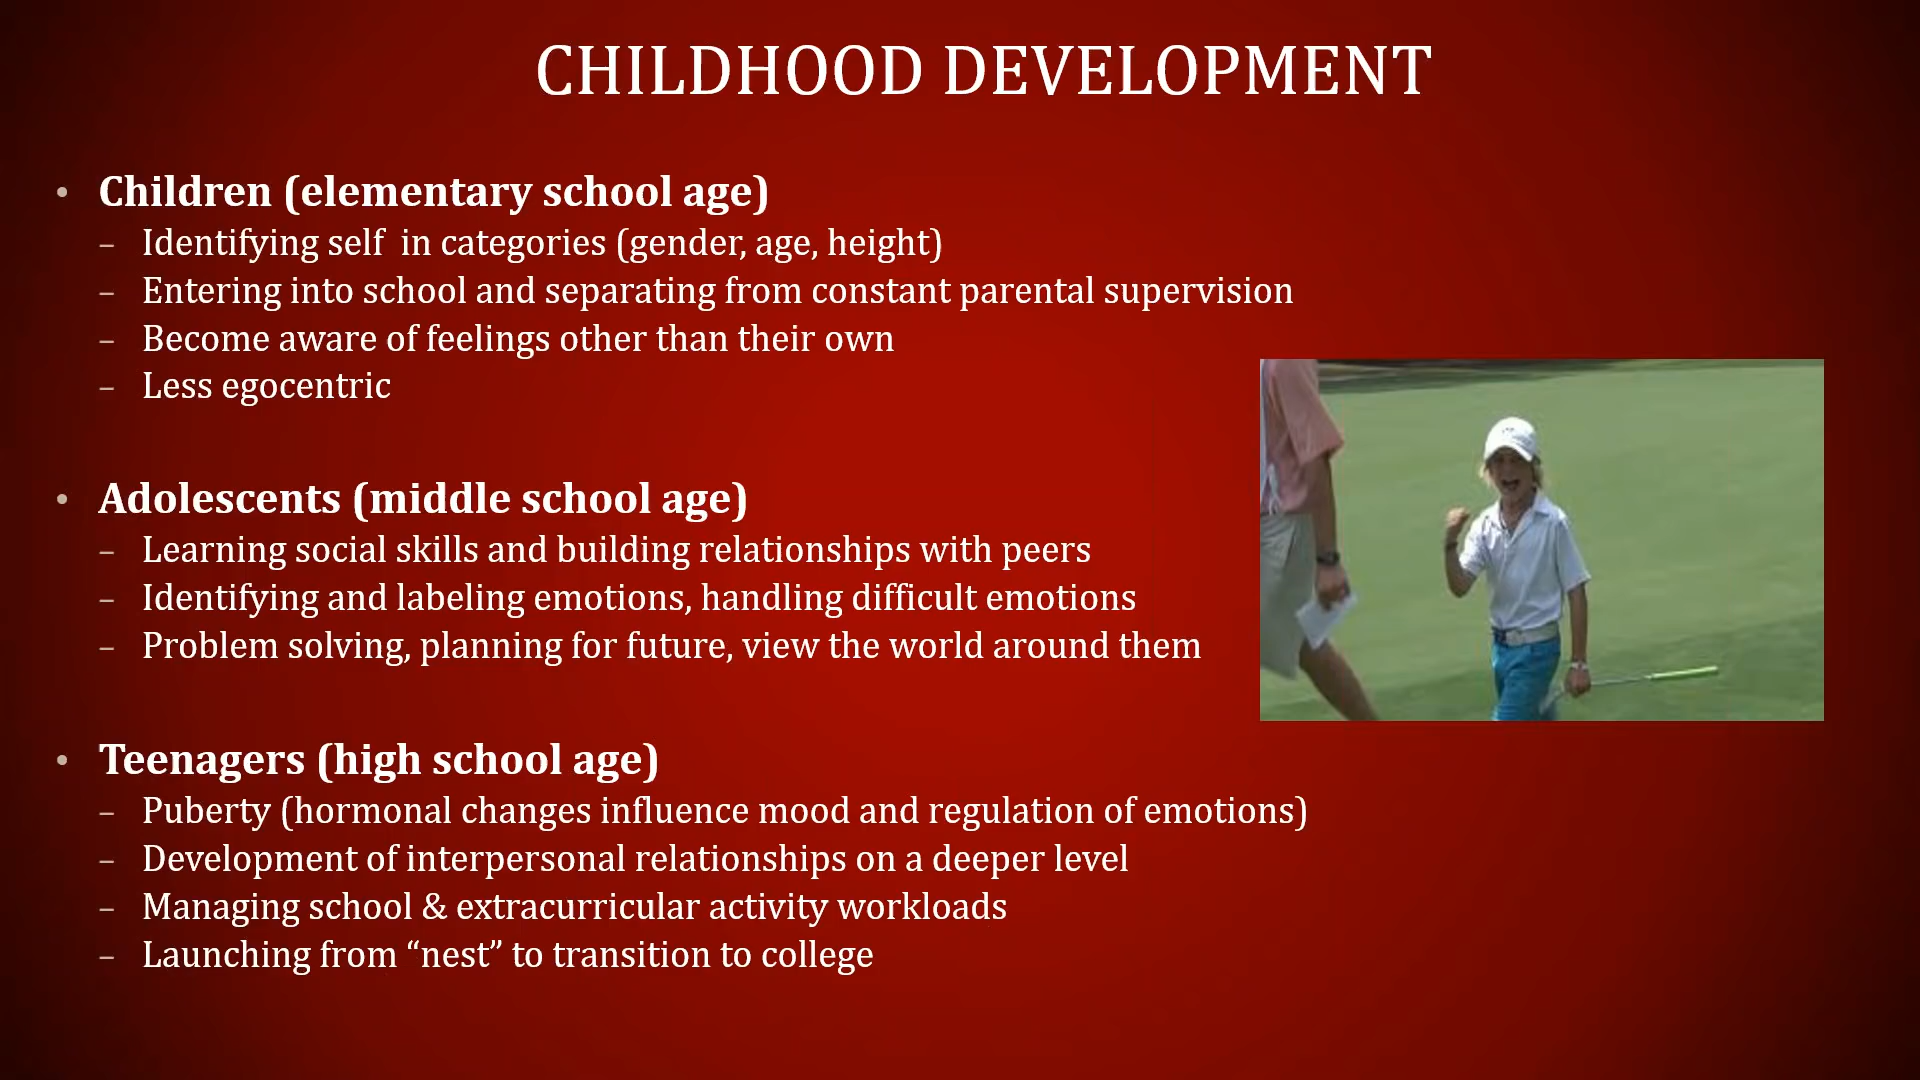 CHILDHOOD DEVELOPMENT
• Children (elementary school age)
– Identifying self in categories (gender, age, height)
– Entering into school and separating from constant parental supervision
– Become aware of feelings other than their own
– Less egocentric
• Adolescents (middle school age)
– Learning social skills and building relationships with peers
– Identifying and labeling emotions, handling difficult emotions
– Problem solving, planning for future, view the world around them
• Teenagers (high school age)
– Puberty (hormonal changes influence mood and regulation of emotions)
– Development of interpersonal relationships on a deeper level
– Managing school & extracurricular activity workloads
– Launching from “nest” to transition to college